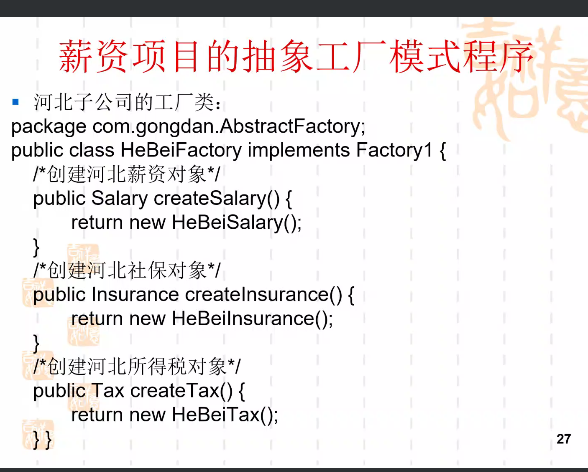 薪资项目的抽象工厂模式程序
河北子公司的工厂类:
package com.gongdan.AbstractFactory;
public class HeBeiFactory implements Factory1 {
/*创建河北薪资对象*/
public Salary createSalary() {
return new HeBeiSalary();
}
/*创建河北社保对象*/
public Insurance createInsurance() {
return new HeBeiInsurance();
}
/*创建河北所得税对象*/
public Tax createTax() {
return new HeBeiTax();
} }
27